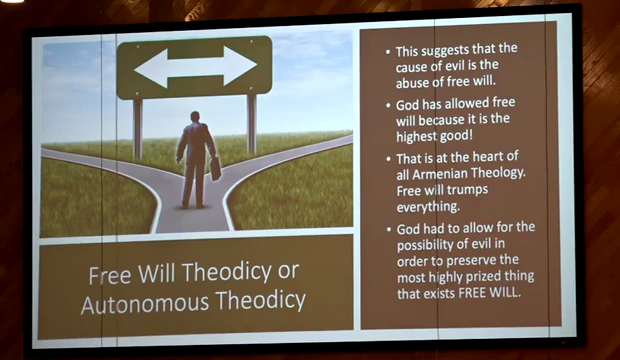 This suggests that the
cause of evil is the
abuse of free will.
God has allowed free
will because it is the
highest good!
That is at the heart of
all Armenian Theology.
Free will trumps
everything.
God had to allow for the
possibility of evil in
order to preserve the
most highly prized thing
that exists FREE WILL.
Free Will Theodicy or
Autonomous Theodicy